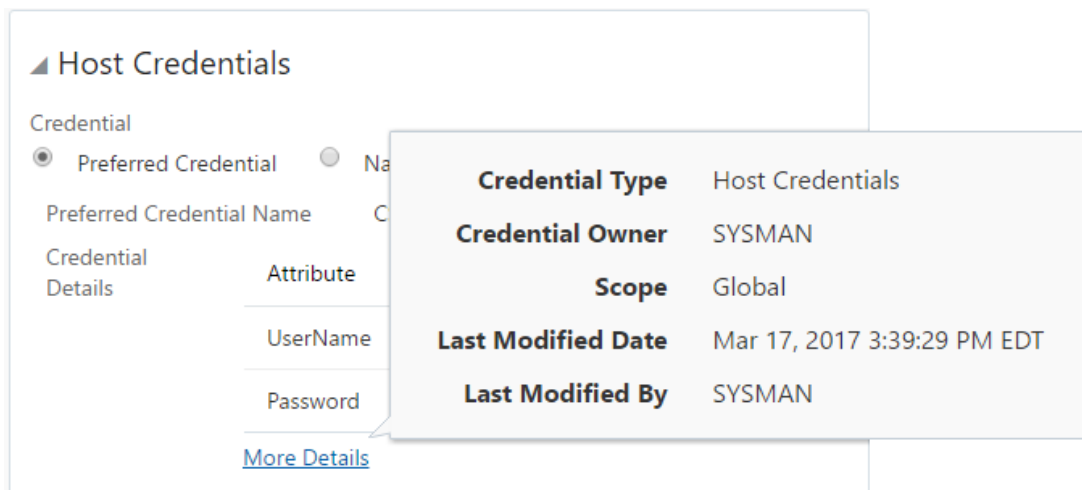 Host Credentials
Credential
Preferred Credential
Preferred Credential Name
Credential
Details
Attribute
UserName
Password
More Details
Credential Type Host Credentials
Credential Owner SYSMAN
Scope Global
Last Modified Date Mar 17, 2017 3:39:29 PM EDT
Last Modified By SYSMAN